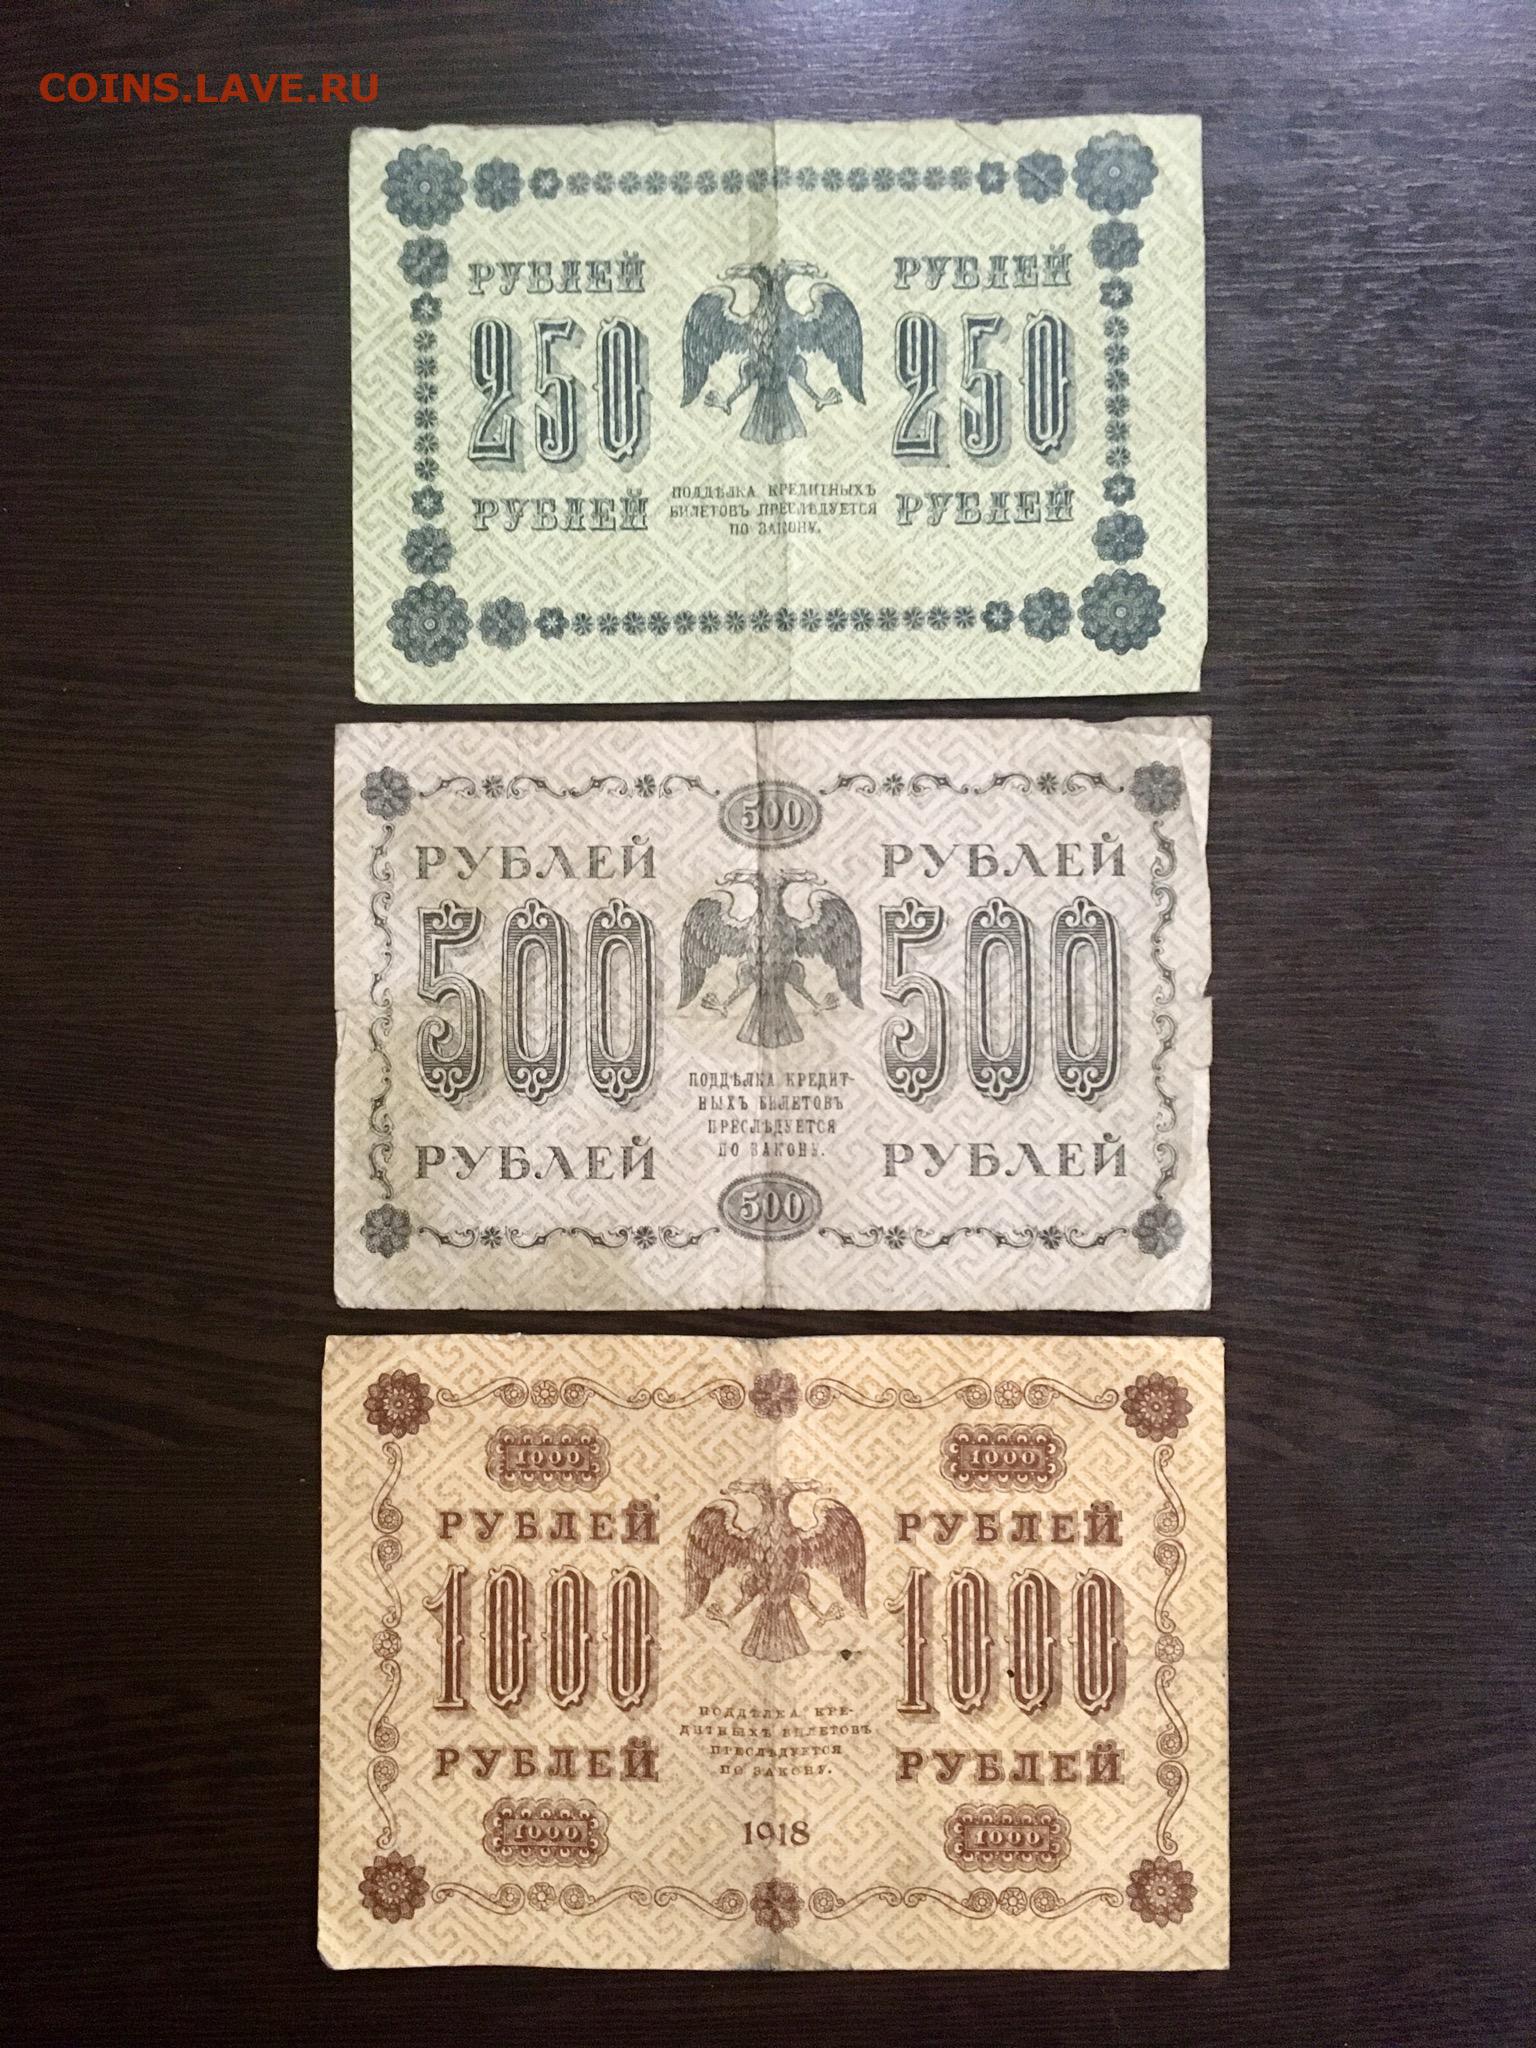 COINS.LAVE.RU
РУБЛЕЙ РУБЛЕЙ
250 250
РУБЛЕЙ РУБЛЕЙ
ПОДДѢЛКА КРЕДИТНЫХЪ
БИЛЕТОВЪ ПРЕСЛѢДУЕТСЯ
ПО ЗАКОНУ.
500
РУБЛЕЙ РУБЛЕЙ
500 500
ПОДДѢЛКА КРЕДИТ-
НЫХЪ БИЛЕТОВЪ
ПРЕСЛѢДУЕТСЯ
ПО ЗАКОНУ.
РУБЛЕЙ РУБЛЕЙ
500
1000 1000
РУБЛЕЙ РУБЛЕЙ
1000 1000
ПОДДѢЛКА КРЕ-
ДИТНЫХЪ БИЛЕТОВЪ
ПРЕСЛѢДУЕТСЯ
ПО ЗАКОНУ.
РУБЛЕЙ РУБЛЕЙ
1000 1918 1000